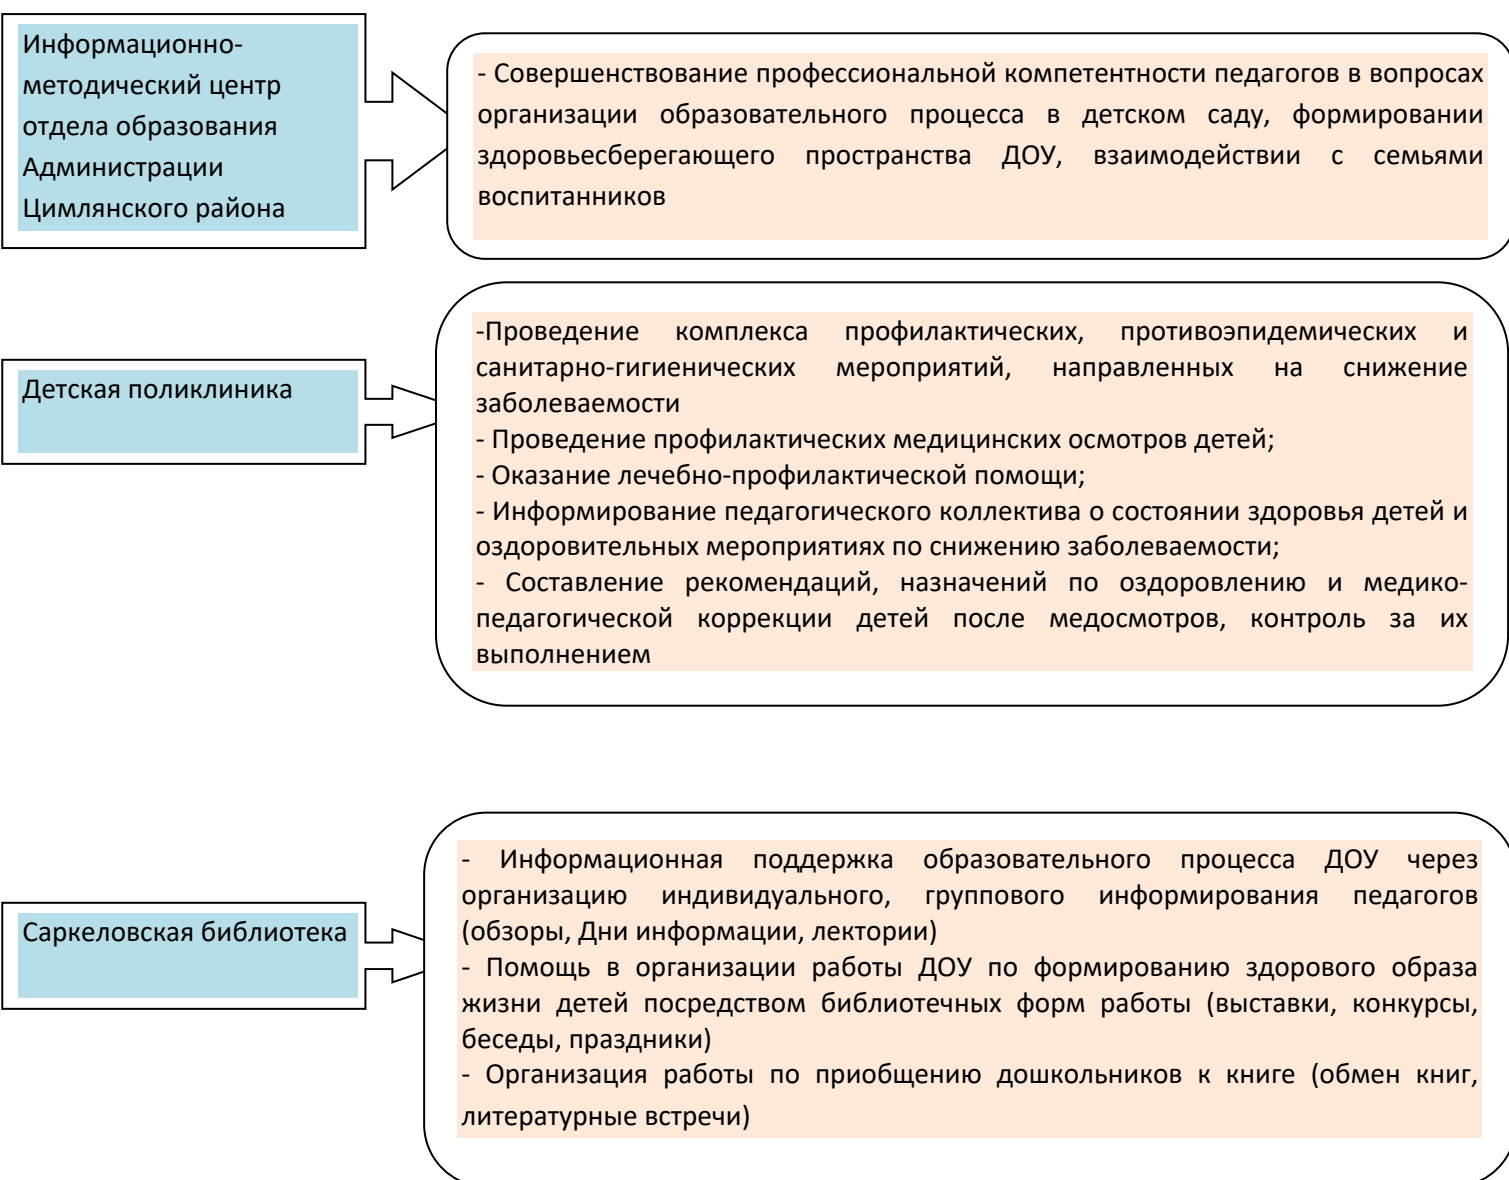 Информационно-
методический центр
отдела образования
Администрации
Цимлянского района
- Совершенствование профессиональной компетентности педагогов в вопросах
организации образовательного процесса в детском саду, формировании
здоровьесберегающего пространства ДОУ, взаимодействии с семьями
воспитанников
Детская поликлиника
-Проведение комплекса профилактических, противоэпидемических и
санитарно-гигиенических мероприятий, направленных на снижение
заболеваемости
- Проведение профилактических медицинских осмотров детей;
- Оказание лечебно-профилактической помощи;
- Информирование педагогического коллектива о состоянии здоровья детей и
оздоровительных мероприятиях по снижению заболеваемости;
- Составление рекомендаций, назначений по оздоровлению и медико-
педагогической коррекции детей после медосмотров, контроль за их
выполнением
Саркеловская библиотека
- Информационная поддержка образовательного процесса ДОУ через
организацию индивидуального, группового информирования педагогов
(обзоры, Дни информации, лектории)
- Помощь в организации работы ДОУ по формированию здорового образа
жизни детей посредством библиотечных форм работы (выставки, конкурсы,
беседы, праздники)
- Организация работы по приобщению дошкольников к книге (обмен книг,
литературные встречи)